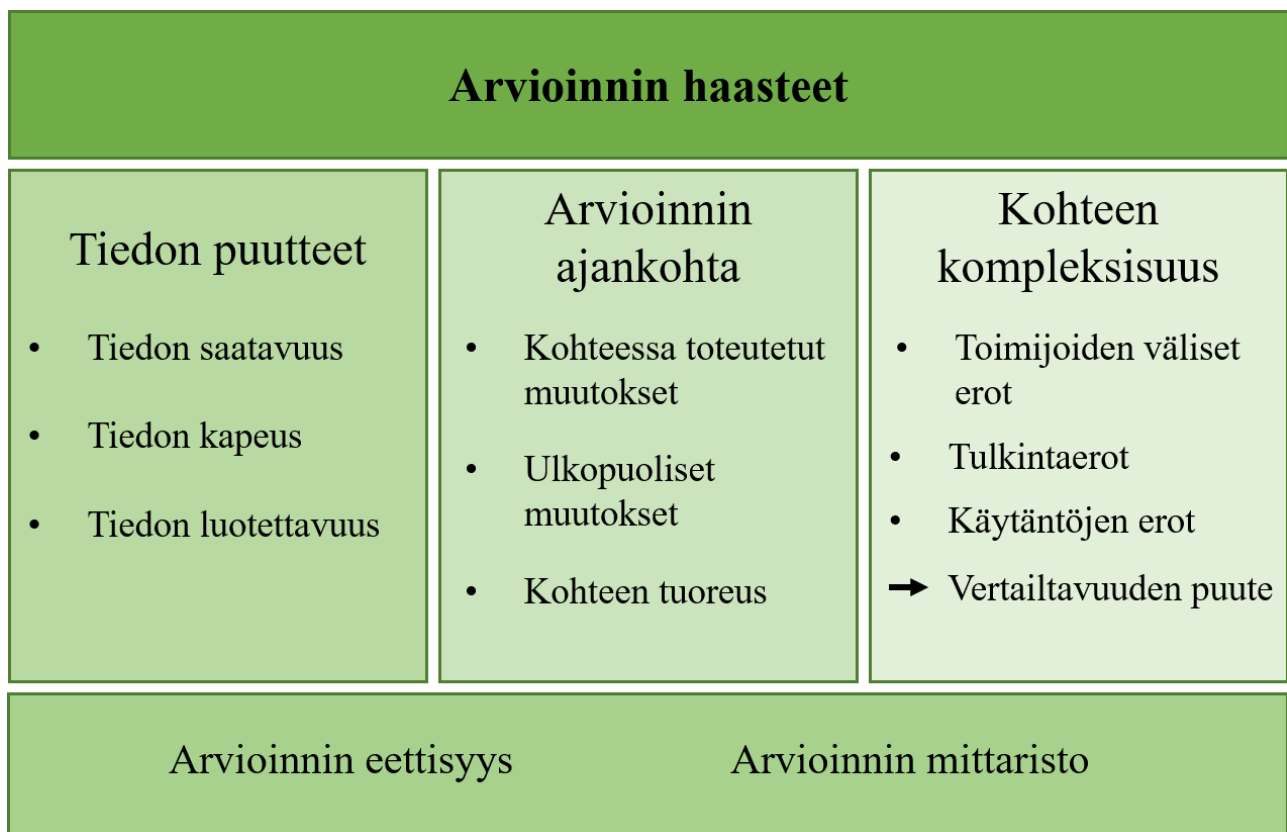 Arvioinnin haasteet
Tiedon puutteet
• Tiedon saatavuus
• Tiedon kapeus
• Tiedon luotettavuus
Arvioinnin
ajankohta
• Kohteessa toteutetut
muutokset
• Ulkopuoliset
muutokset
• Kohteen tuoreus
Kohteen
kompleksisuus
• Toimijoiden väliset
erot
• Tulkintaerot
• Käytäntöjen erot
➞ Vertailtavuuden puute
Arvioinnin eettisyys
Arvioinnin mittaristo